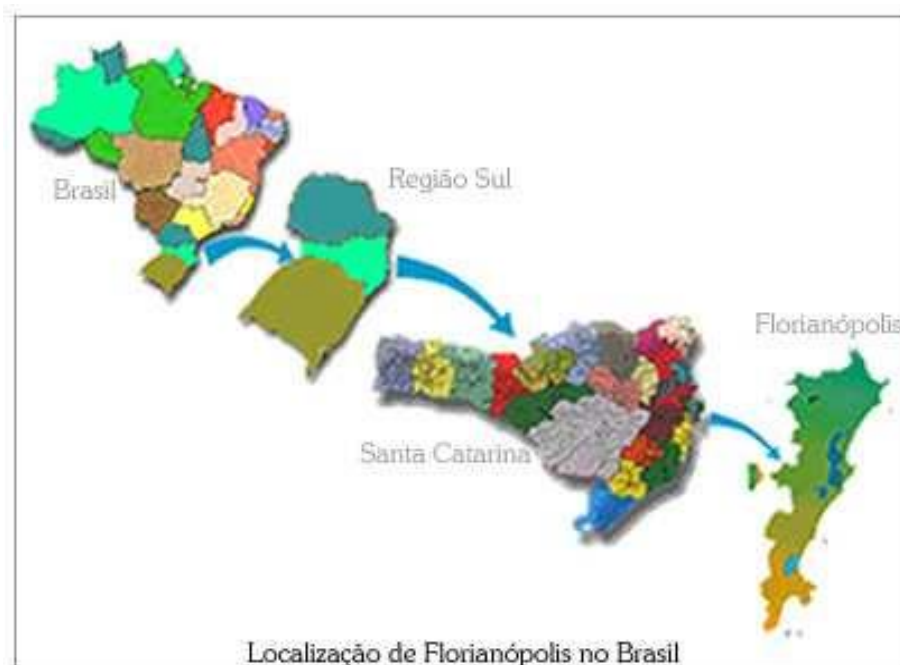 Brasil
Região Sul
Florianópolis
Santa Catarina
Localização de Florianópolis no Brasil